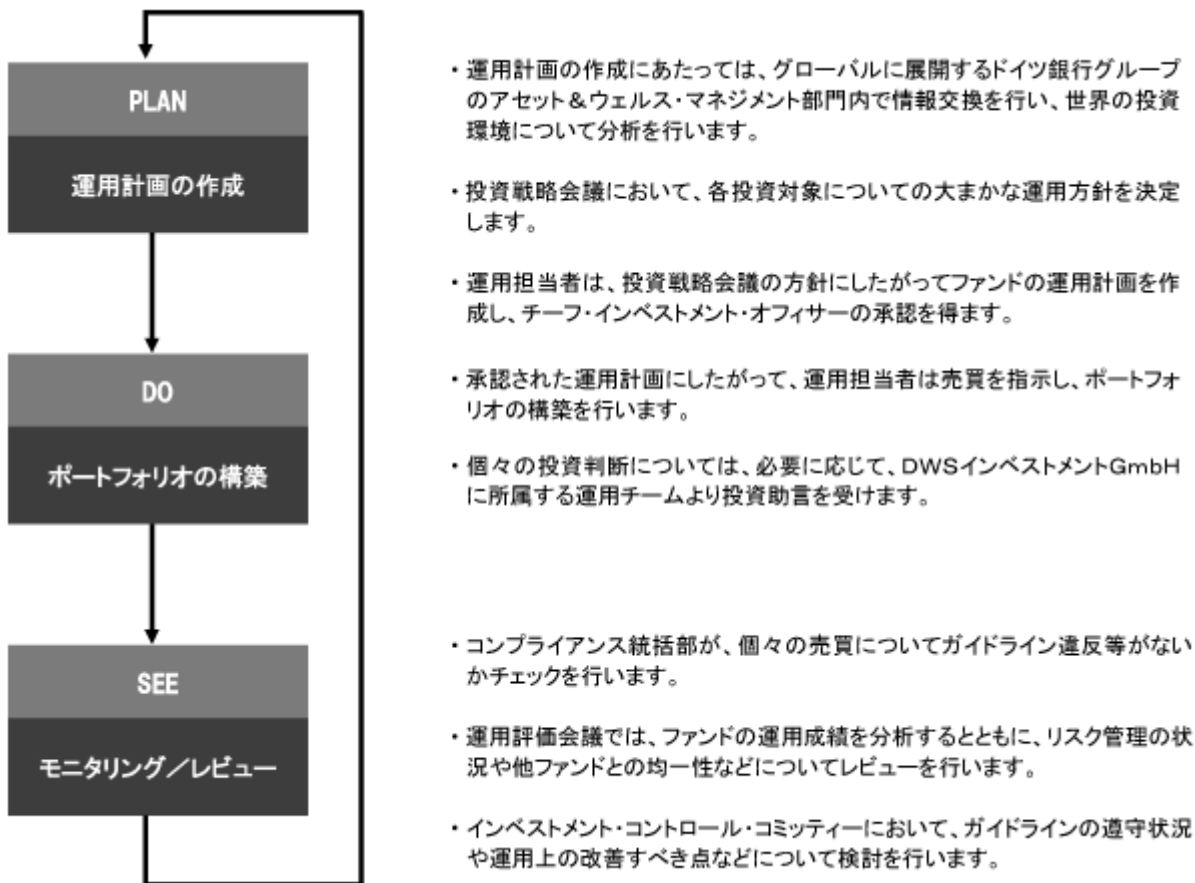 PLAN
運用計画の作成
・運用計画の作成にあたっては、グローバルに展開するドイツ銀行グループ
のアセット&ウェルス・マネジメント部門内で情報交換を行い、世界の投資
環境について分析を行います。
・投資戦略会議において、各投資対象についての大まかな運用方針を決定
します。
・運用担当者は、投資戦略会議の方針にしたがってファンドの運用計画を作
成し、チーフ・インベストメント・オフィサーの承認を得ます。
DO
ポートフォリオの構築
・承認された運用計画にしたがって、運用担当者は売買を指示し、ポートフォ
リオの構築を行います。
・個々の投資判断については、必要に応じて、DWSインベストメントGmbH
に所属する運用チームより投資助言を受けます。
SEE
モニタリング/レビュー
・コンプライアンス統括部が、個々の売買についてガイドライン違反等がない
かチェックを行います。
・運用評価会議では、ファンドの運用成績を分析するとともに、リスク管理の状
況や他ファンドとの均一性などについてレビューを行います。
・インベストメント・コントロール・コミッティーにおいて、ガイドラインの遵守状況
や運用上の改善すべき点などについて検討を行います。